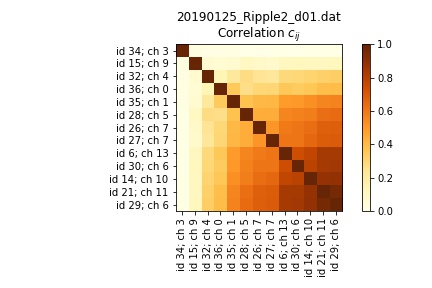 20190125_Ripple2_d01.dat
Correlation c_ij
id 34; ch 3
id 15; ch 9
id 32; ch 4
id 36; ch 0
id 35; ch 1
id 28; ch 5
id 26; ch 7
id 27; ch 7
id 6; ch 13
id 30; ch 6
id 14; ch 10
id 21; ch 11
id 29; ch 6
1.0
0.8
0.6
0.4
0.2
0.0
id 34; ch 3
id 15; ch 9
id 32; ch 4
id 36; ch 0
id 35; ch 1
id 28; ch 5
id 26; ch 7
id 27; ch 7
id 6; ch 13
id 30; ch 6
id 14; ch 10
id 21; ch 11
id 29; ch 6